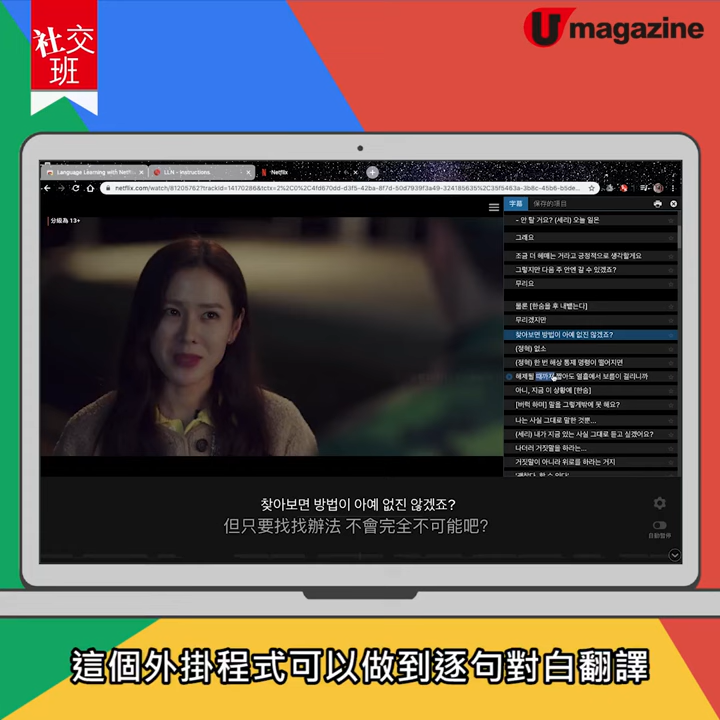 社交班
U magazine
Language Learning with Netf...
LLN - instructions
Netflix
字幕
保存的項目
分級為 13+
- 안 탈 거요? (세리) 오늘 일은
그래요
조금 더 헤매는 거라고 긍정적으로 생각할게요
그렇지만 다음 주 안엔 갈 수 있겠죠?
무리요
물론 [한숨을 후 내뱉는다]
무리겠지만
찾아보면 방법이 아예 없진 않겠죠?
(정혁) 없소
(정혁) 한 번 해상 통제 명령이 떨어지면
해제될 때까지 짧아도 열흘에서 보름이 걸리니까
아니, 지금 이 상황에 [한숨]
[버럭 하며] 말을 그렇게밖에 못 해요?
나는 사실 그대로 말한 것뿐...
(세리) 내가 지금 있는 사실 그대로 듣고 싶겠어요?
나더러 거짓말을 하라는...
거짓말이 아니라 위로를 하라는 거지
찾아보면 방법이 아예 없진 않겠죠?
但只要找找辦法 不會完全不可能吧?
自動暫停
這個外掛程式可以做到逐句對白翻譯